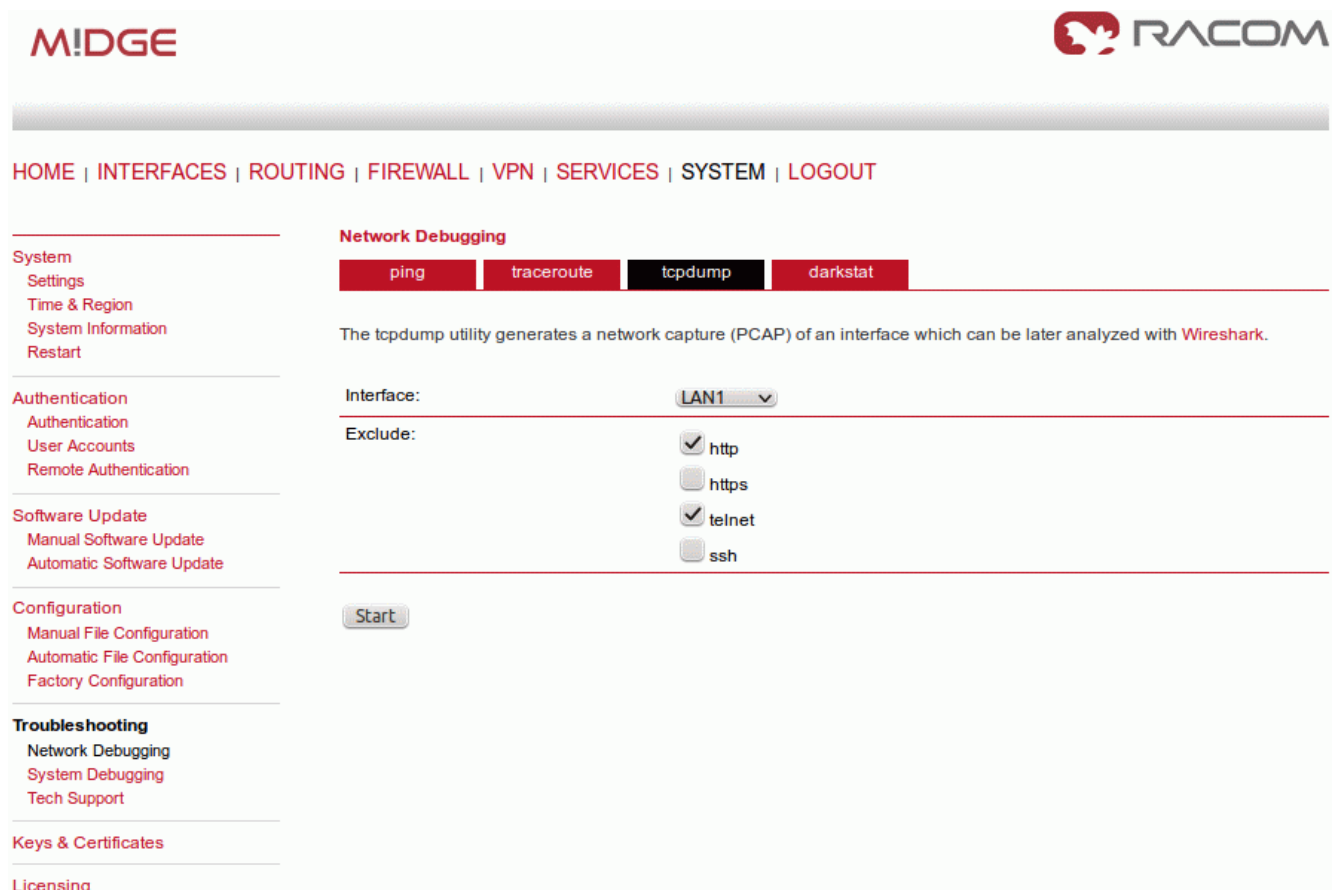 M!DGE
RACOM
HOME | INTERFACES | ROUTING | FIREWALL | VPN | SERVICES | SYSTEM | LOGOUT
System
Settings
Time & Region
System Information
Restart
Authentication
Authentication
User Accounts
Remote Authentication
Software Update
Manual Software Update
Automatic Software Update
Configuration
Manual File Configuration
Automatic File Configuration
Factory Configuration
Troubleshooting
Network Debugging
System Debugging
Tech Support
Keys & Certificates
Licensing
Network Debugging
ping traceroute tcpdump darkstat
The tcpdump utility generates a network capture (PCAP) of an interface which can be later analyzed with Wireshark.
Interface: LAN1
Exclude:
http
https
telnet
ssh
Start